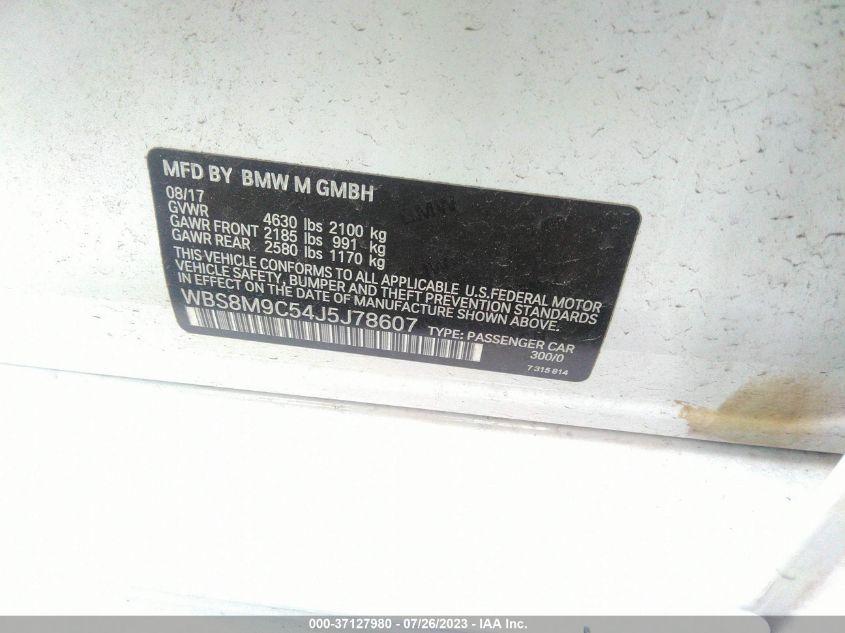 MFD BY BMW M GMBH
08/17
GVWR 4630 lbs 2100 kg
GAWR FRONT 2185 lbs 991 kg
GAWR REAR 2580 lbs 1170 kg
THIS VEHICLE CONFORMS TO ALL APPLICABLE U.S.FEDERAL MOTOR
VEHICLE SAFETY, BUMPER AND THEFT PREVENTION STANDARDS
IN EFFECT ON THE DATE OF MANUFACTURE SHOWN ABOVE.
WBS8M9C54J5J78607
TYPE: PASSENGER CAR
300/0
7 315 814
000-37127980 - 07/26/2023 - IAA Inc.